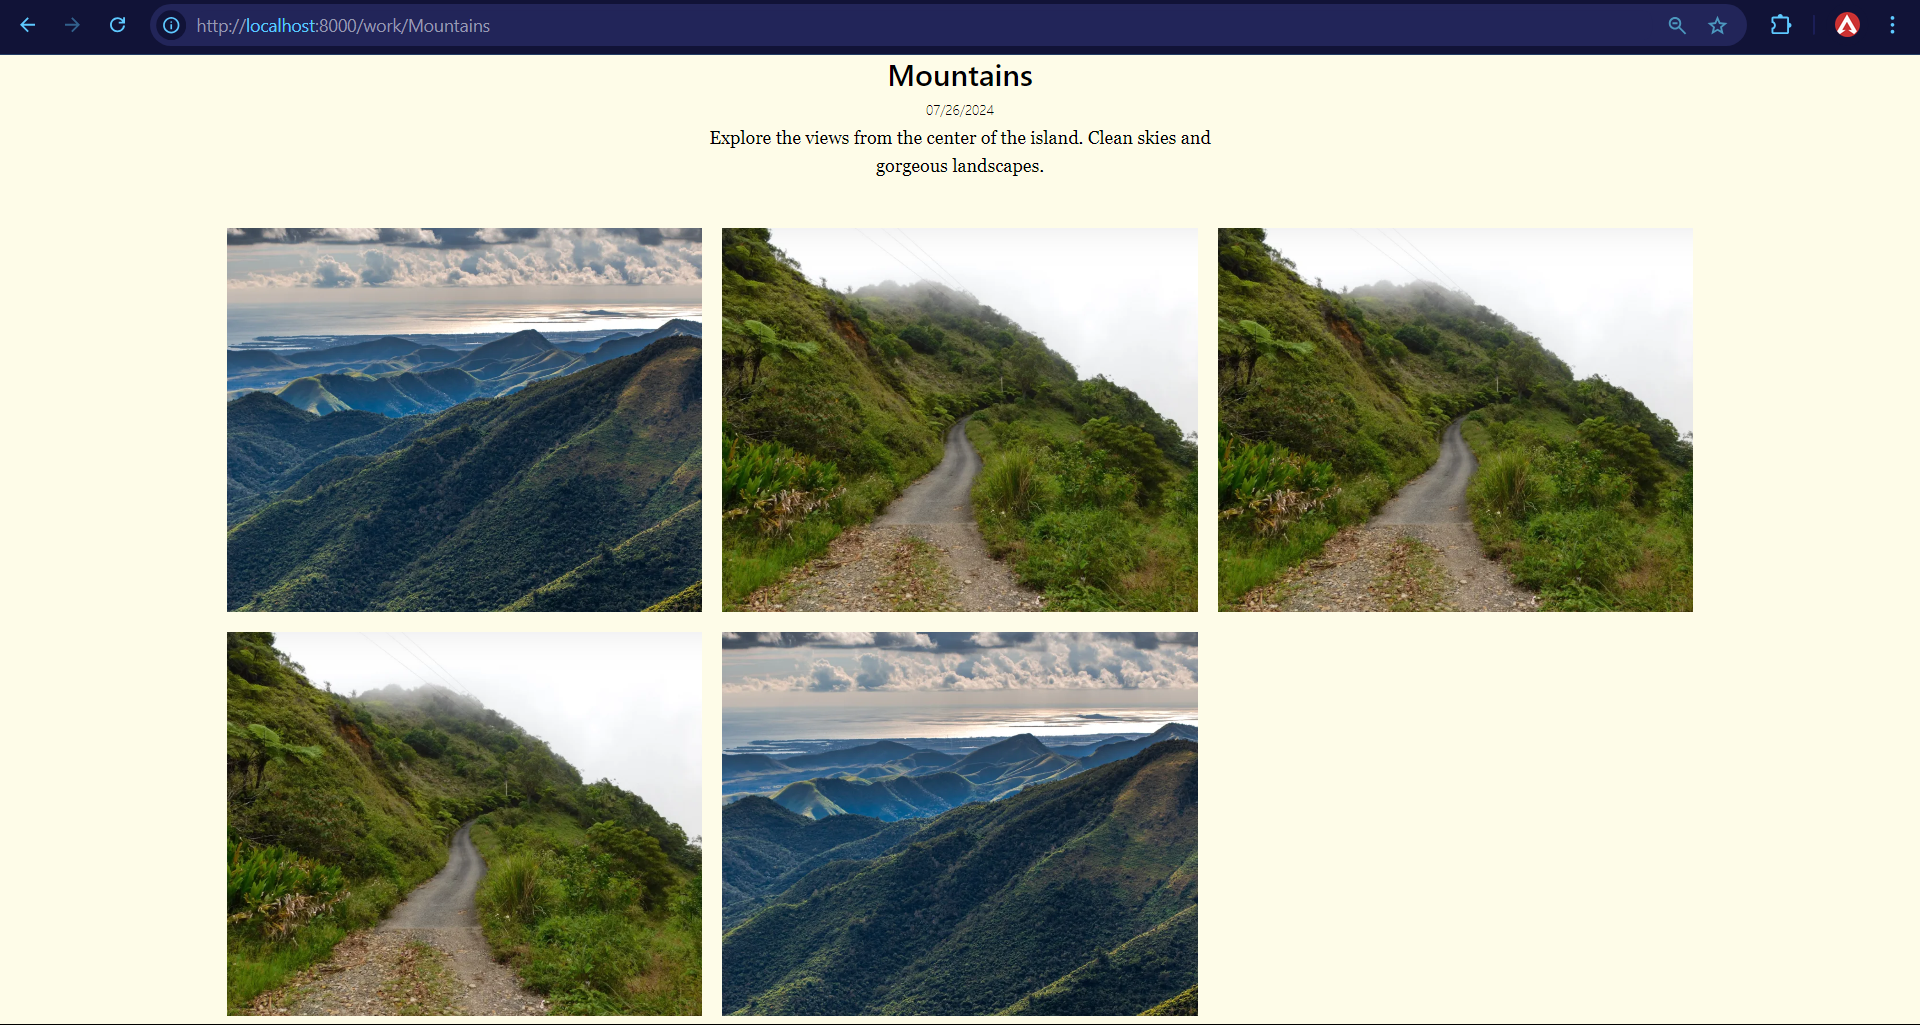 http://localhost:8000/work/Mountains
Mountains
07/26/2024
Explore the views from the center of the island. Clean skies and
gorgeous landscapes.